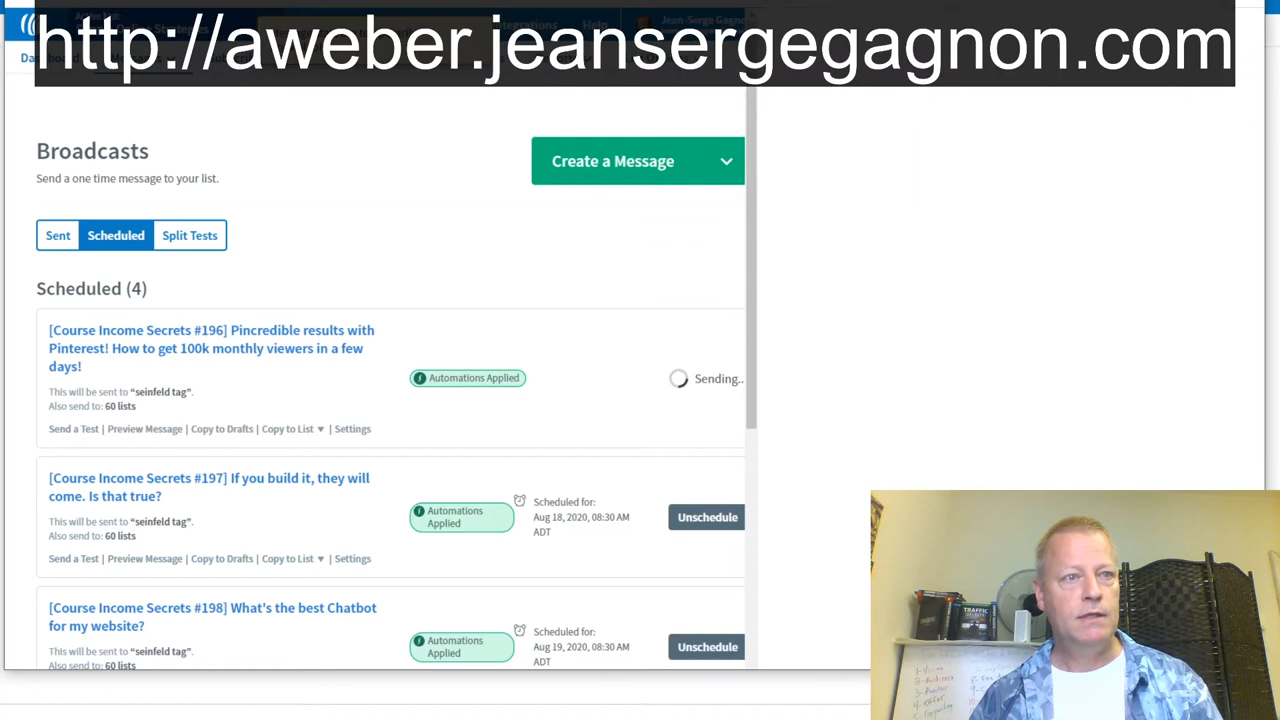 http://aweber.jeansergegagnon.com
Broadcasts
Send a one time message to your list.
Create a Message
Sent
Scheduled
Split Tests
Scheduled (4)
[Course Income Secrets #196] Pincredible results with
Pinterest! How to get 100k monthly viewers in a few
days!
This will be sent to “seinfeld tag”.
Also send to: 60 lists
Send a Test | Preview Message | Copy to Drafts | Copy to List ▼ | Settings
Automations Applied
Sending..
[Course Income Secrets #197] If you build it, they will
come. Is that true?
This will be sent to “seinfeld tag”.
Also send to: 60 lists
Send a Test | Preview Message | Copy to Drafts | Copy to List ▼ | Settings
Automations
Applied
Scheduled for:
Aug 18, 2020, 08:30 AM
ADT
Unschedule
[Course Income Secrets #198] What's the best Chatbot
for my website?
This will be sent to “seinfeld tag”.
Also send to: 60 lists
Automations
Applied
Scheduled for:
Aug 19, 2020, 08:30 AM
ADT
Unschedule
TRAFFIC
SECRETS